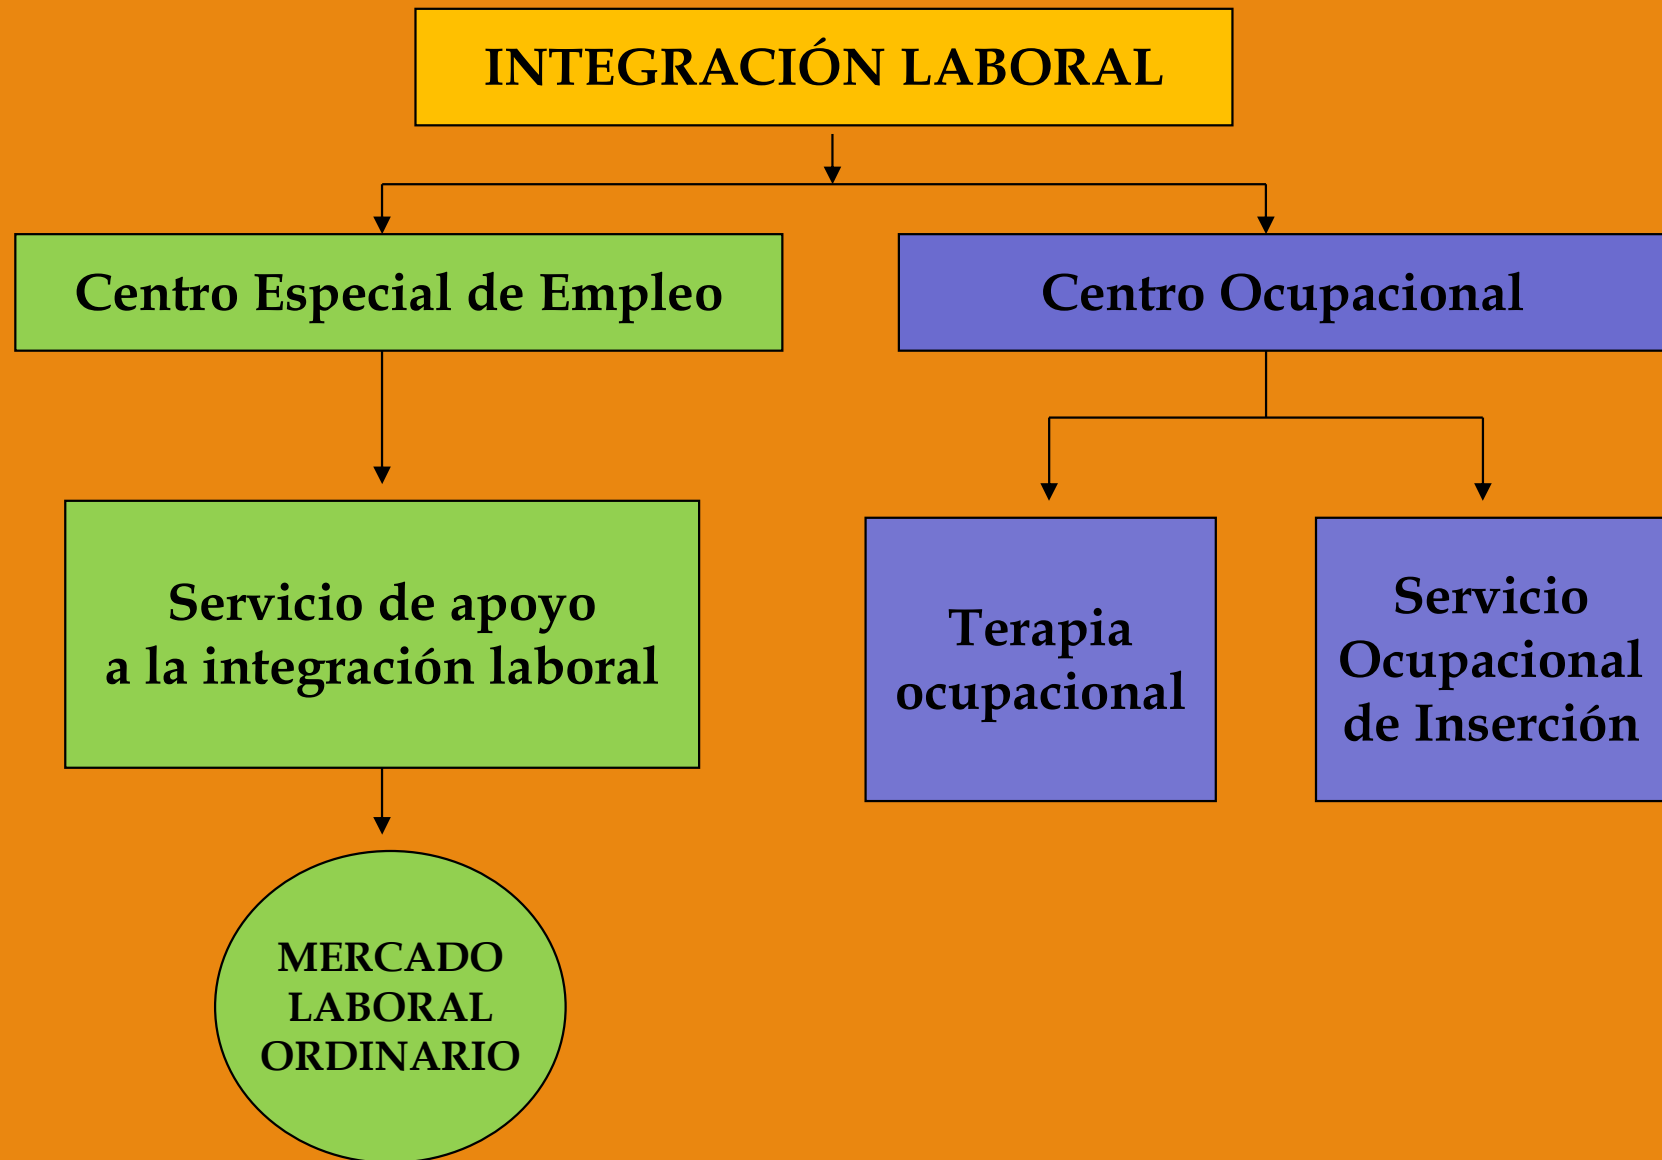 INTEGRACIÓN LABORAL
Centro Especial de Empleo
Centro Ocupacional
Servicio de apoyo
a la integración laboral
Terapia
ocupacional
Servicio
Ocupacional
de Inserción
MERCADO
LABORAL
ORDINARIO